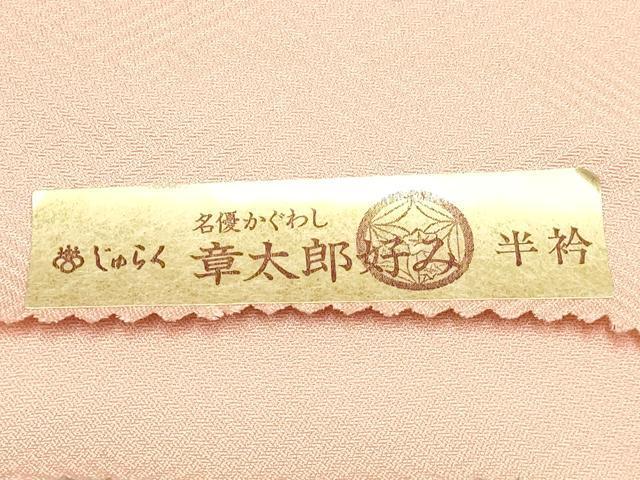 じゅらく
名優かぐわし
章太郎好み
半衿